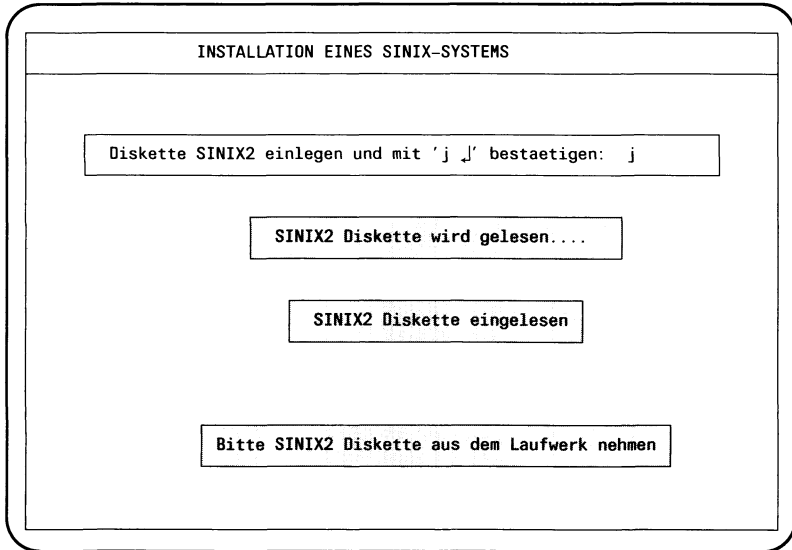 INSTALLATION EINES SINIX-SYSTEMS
Diskette SINIX2 einlegen und mit 'j ↲' bestaetigen: j
SINIX2 Diskette wird gelesen....
SINIX2 Diskette eingelesen
Bitte SINIX2 Diskette aus dem Laufwerk nehmen